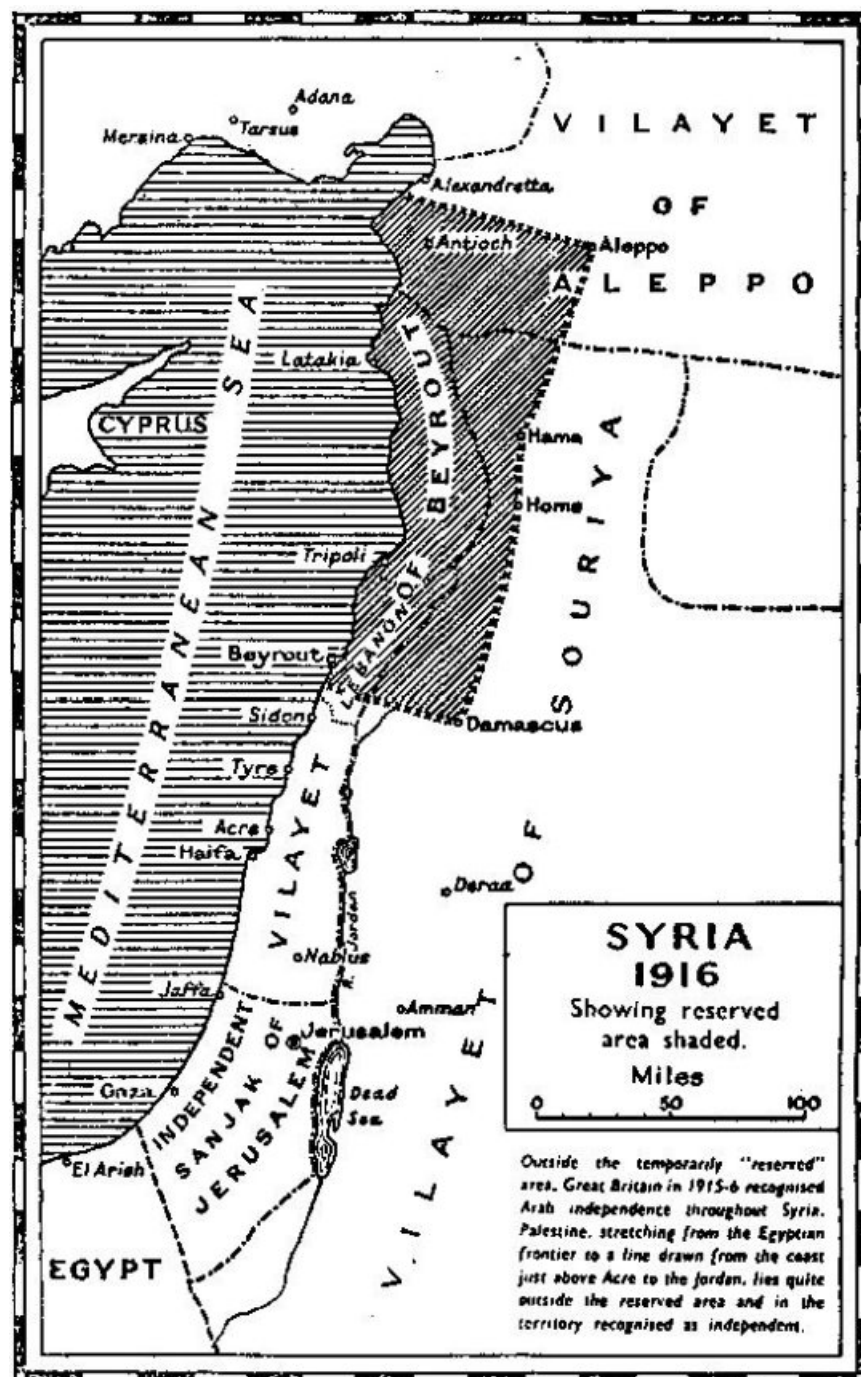 Adana
Tarsus
Mersina
VILAYET
OF
ALEPPO
Alexandretta
Antioch
Aleppo
MEDITERRANEAN SEA
Latakia
CYPRUS
BEYROUT
Hama
Homs
Tripoli
OF
LEBANON
Beyrout
Sidon
Damascus
SOURIYA
Tyre
Acre
Haifa
VILAYET
OF
Deraa
R. Jordan
Nablus
Jaffa
Amman
Jerusalem
OF
INDEPENDENT
SANJAK
JERUSALEM
Gaza
Dead
Sea
VILAYET
El Arish
EGYPT
SYRIA
1916
Showing reserved
area shaded.
Miles
0 50 100
Outside the temporarily "reserved"
area, Great Britain in 1915-6 recognised
Arab independence throughout Syria.
Palestine, stretching from the Egyptian
frontier to a line drawn from the coast
just above Acre to the Jordan, lies quite
outside the reserved area and in the
territory recognised as independent.